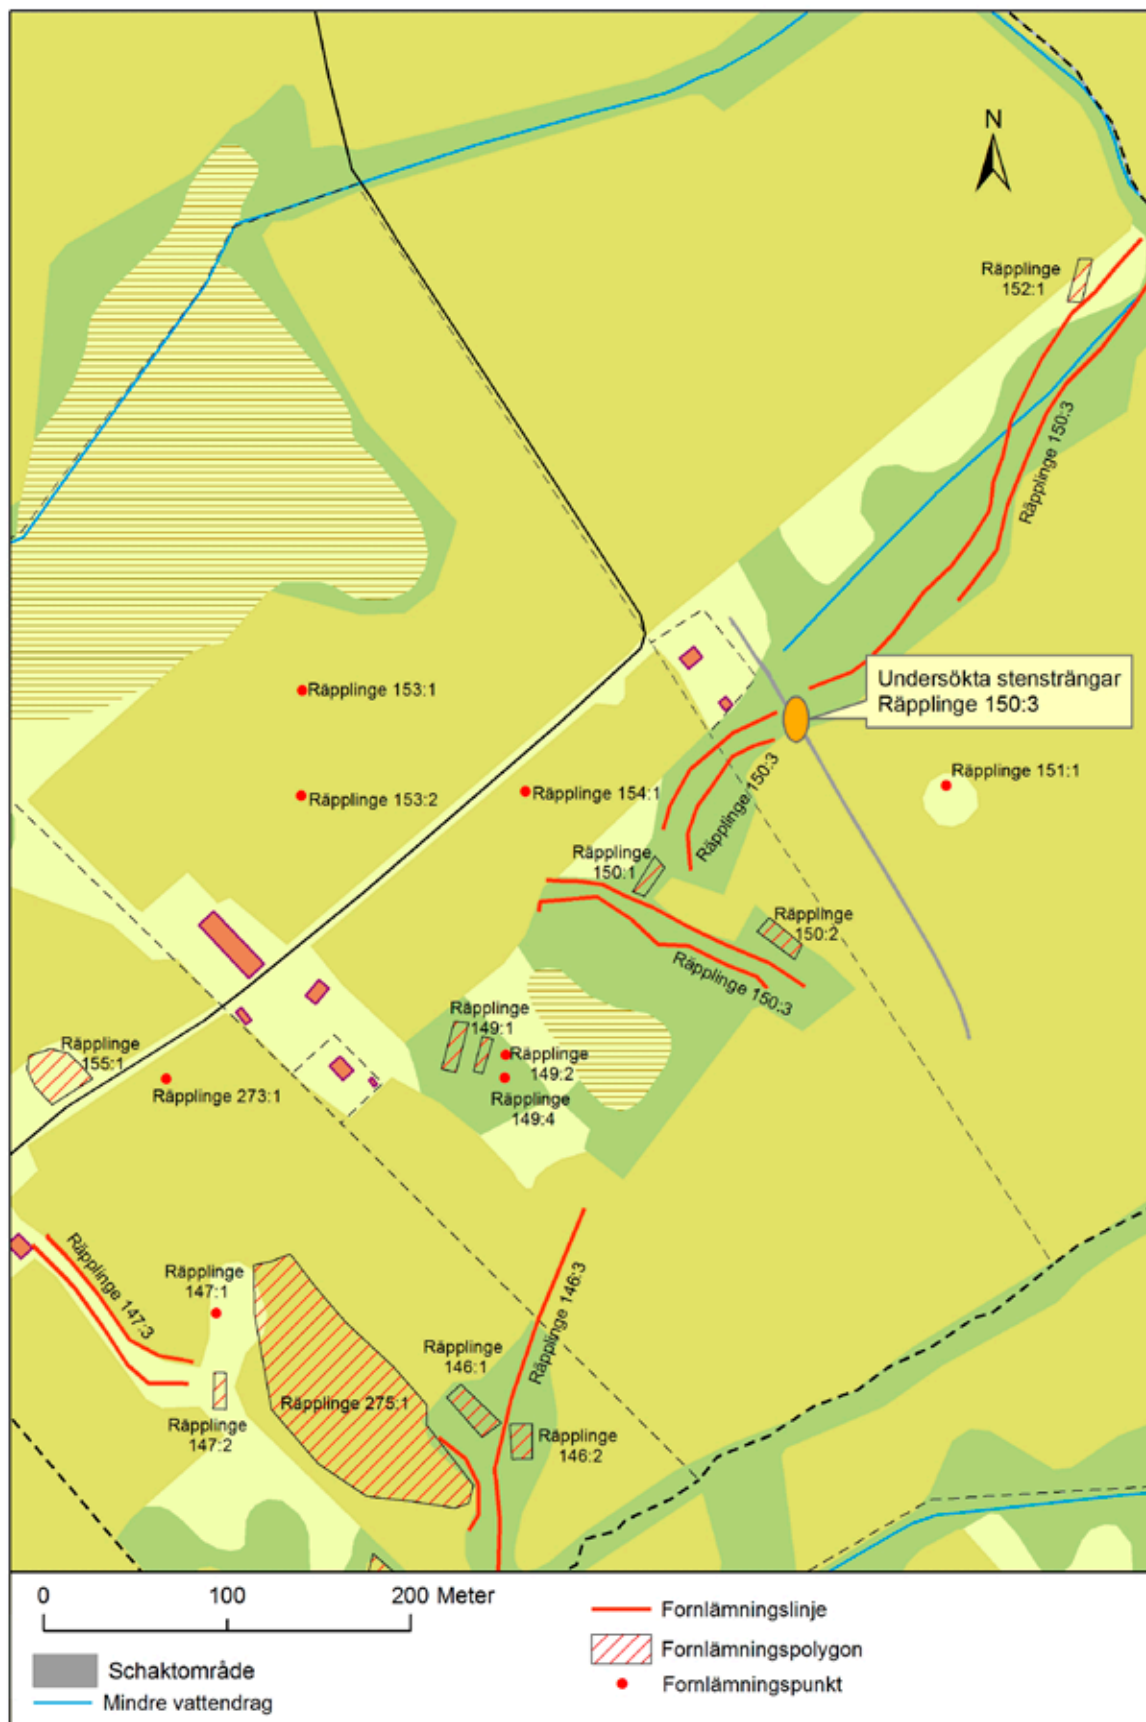 N
Räpplinge
152:1
Räpplinge 150:3
Undersökta stensträngar
Räpplinge 150:3
Räpplinge 153:1
Räpplinge 151:1
Räpplinge 153:2
Räpplinge 154:1
Räpplinge 150:3
Räpplinge
150:1
Räpplinge
150:2
Räpplinge 150:3
Räpplinge
149:1
Räpplinge
149:2
Räpplinge
149:4
Räpplinge
155:1
Räpplinge 273:1
Räpplinge 147:3
Räpplinge
147:1
Räpplinge 146:3
Räpplinge
146:1
Räpplinge 275:1
Räpplinge
147:2
Räpplinge
146:2
0 100 200 Meter
Schaktområde
Mindre vattendrag
Fornlämningslinje
Fornlämningspolygon
Fornlämningspunkt